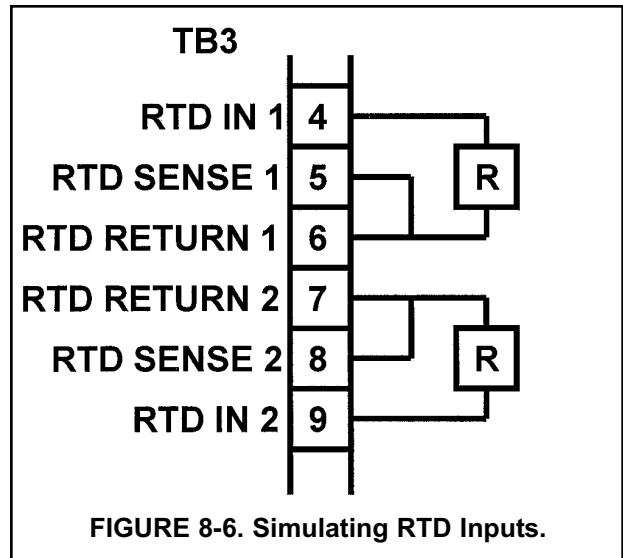 TB3
RTD IN 1 4
RTD SENSE 1 5 R
RTD RETURN 1 6
RTD RETURN 2 7
RTD SENSE 2 8 R
RTD IN 2 9
FIGURE 8-6. Simulating RTD Inputs.